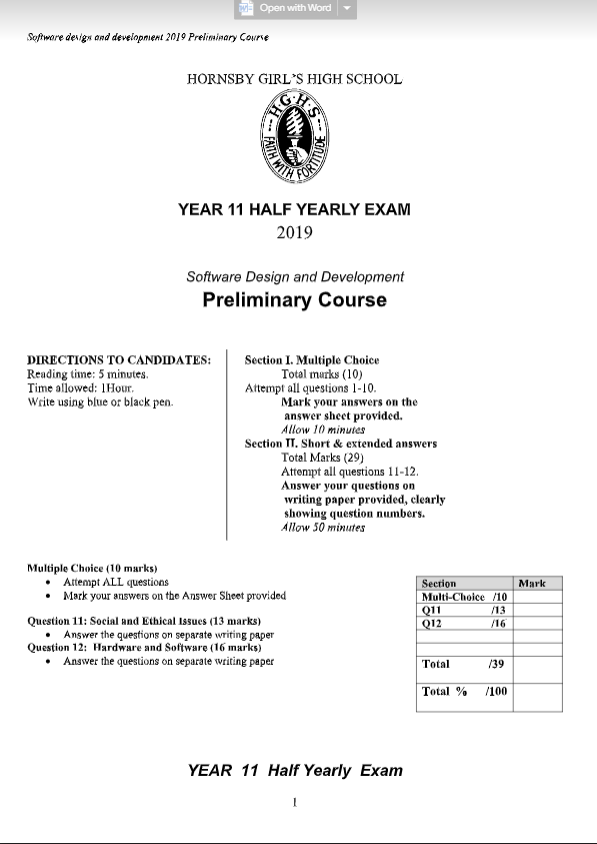 Open with Word
Software design and development 2019 Preliminary Course
HORNSBY GIRL'S HIGH SCHOOL
H·G·H·S
FAITH WITH FORTITUDE
YEAR 11 HALF YEARLY EXAM
2019
Software Design and Development
Preliminary Course
DIRECTIONS TO CANDIDATES:
Reading time: 5 minutes.
Time allowed: 1Hour.
Write using blue or black pen.
Section I. Multiple Choice
Total marks (10)
Attempt all questions 1-10.
Mark your answers on the
answer sheet provided.
Allow 10 minutes
Section II. Short & extended answers
Total Marks (29)
Attempt all questions 11-12.
Answer your questions on
writing paper provided, clearly
showing question numbers.
Allow 50 minutes
Multiple Choice (10 marks)
• Attempt ALL questions
• Mark your answers on the Answer Sheet provided
Question 11: Social and Ethical Issues (13 marks)
• Answer the questions on separate writing paper
Question 12: Hardware and Software (16 marks)
• Answer the questions on separate writing paper
Section Mark
Multi-Choice /10
Q11 /13
Q12 /16
Total /39
Total % /100
YEAR 11 Half Yearly Exam
1